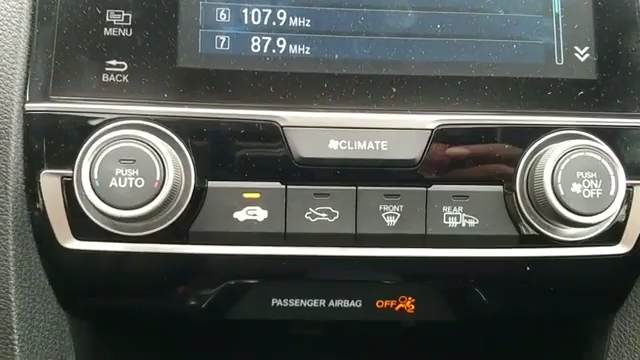 6 107.9 MHz
MENU
7 87.9 MHz
BACK
CLIMATE
PUSH
AUTO
PUSH
ON/
OFF
FRONT
REAR
PASSENGER AIRBAG OFF